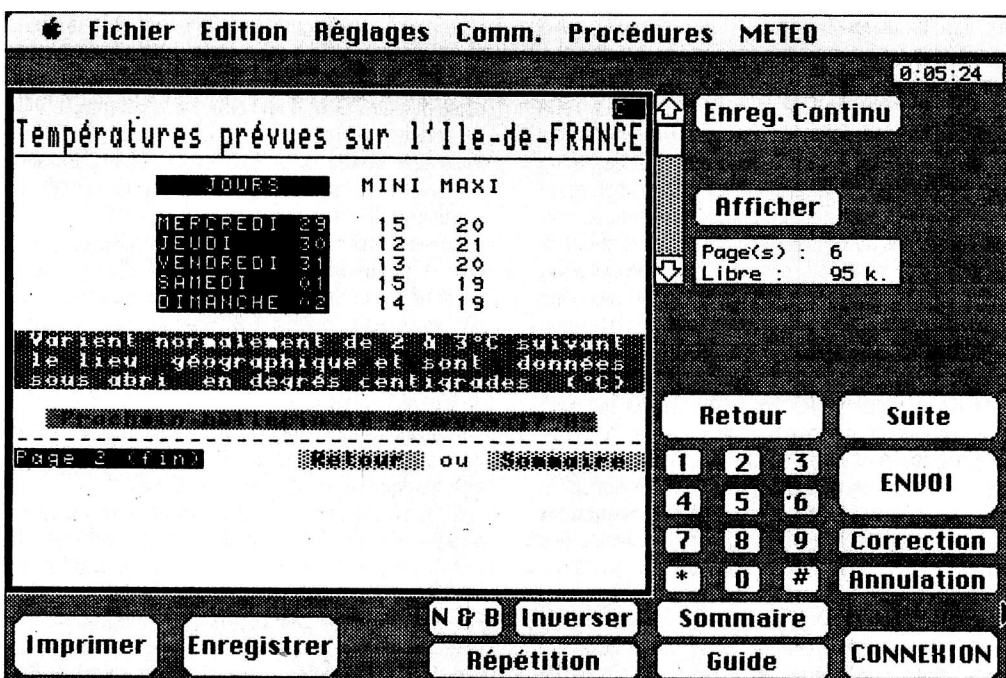 Fichier Edition Réglages Comm. Procédures METEO
0:05:24
C
Températures prévues sur l'Ile-de-FRANCE
JOURS MINI MAXI
MERCREDI 29 15 20
JEUDI 30 12 21
VENDREDI 31 13 20
SAMEDI 01 15 19
DIMANCHE 02 14 19
Varient normalement de 2 à 3°C suivant
le lieu géographique et sont données
sous abri en degrés centigrades (°C)
Prochain bulletin
Page 2 (fin) Retour ou Sommaire
Enreg. Continu
Afficher
Page(s) : 6
Libre : 95 k.
Retour Suite
1 2 3
ENVOI
4 5 6
7 8 9 Correction
* 0 # Annulation
N & B Inverser Sommaire
Imprimer Enregistrer
Répétition Guide CONNEXION